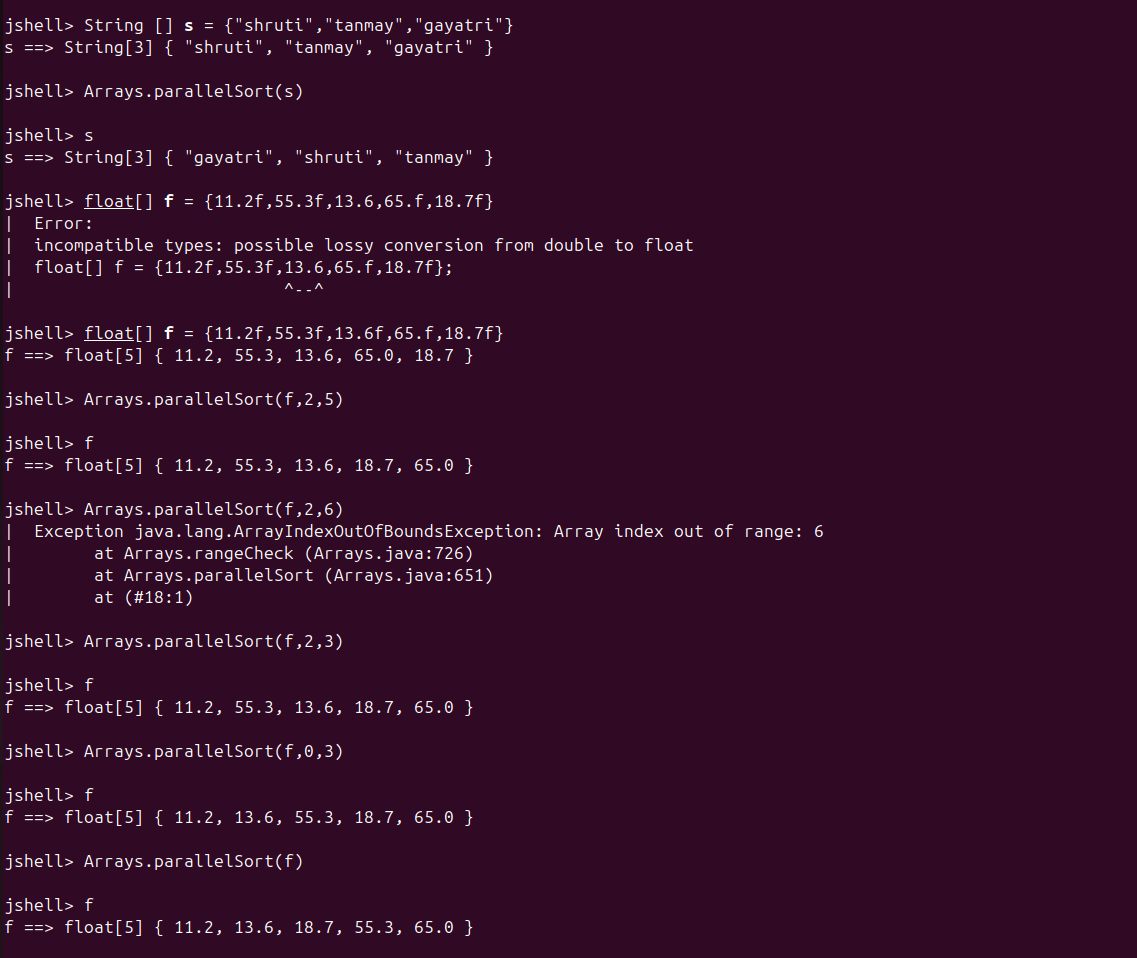 jshell> String [] s = {"shruti","tanmay","gayatri"}
s ==> String[3] { "shruti", "tanmay", "gayatri" }

jshell> Arrays.parallelSort(s)

jshell> s
s ==> String[3] { "gayatri", "shruti", "tanmay" }

jshell> float[] f = {11.2f,55.3f,13.6,65.f,18.7f}
|  Error:
|  incompatible types: possible lossy conversion from double to float
|  float[] f = {11.2f,55.3f,13.6,65.f,18.7f};
|                           ^--^

jshell> float[] f = {11.2f,55.3f,13.6f,65.f,18.7f}
f ==> float[5] { 11.2, 55.3, 13.6, 65.0, 18.7 }

jshell> Arrays.parallelSort(f,2,5)

jshell> f
f ==> float[5] { 11.2, 55.3, 13.6, 18.7, 65.0 }

jshell> Arrays.parallelSort(f,2,6)
|  Exception java.lang.ArrayIndexOutOfBoundsException: Array index out of range: 6
|        at Arrays.rangeCheck (Arrays.java:726)
|        at Arrays.parallelSort (Arrays.java:651)
|        at (#18:1)

jshell> Arrays.parallelSort(f,2,3)

jshell> f
f ==> float[5] { 11.2, 55.3, 13.6, 18.7, 65.0 }

jshell> Arrays.parallelSort(f,0,3)

jshell> f
f ==> float[5] { 11.2, 13.6, 55.3, 18.7, 65.0 }

jshell> Arrays.parallelSort(f)

jshell> f
f ==> float[5] { 11.2, 13.6, 18.7, 55.3, 65.0 }